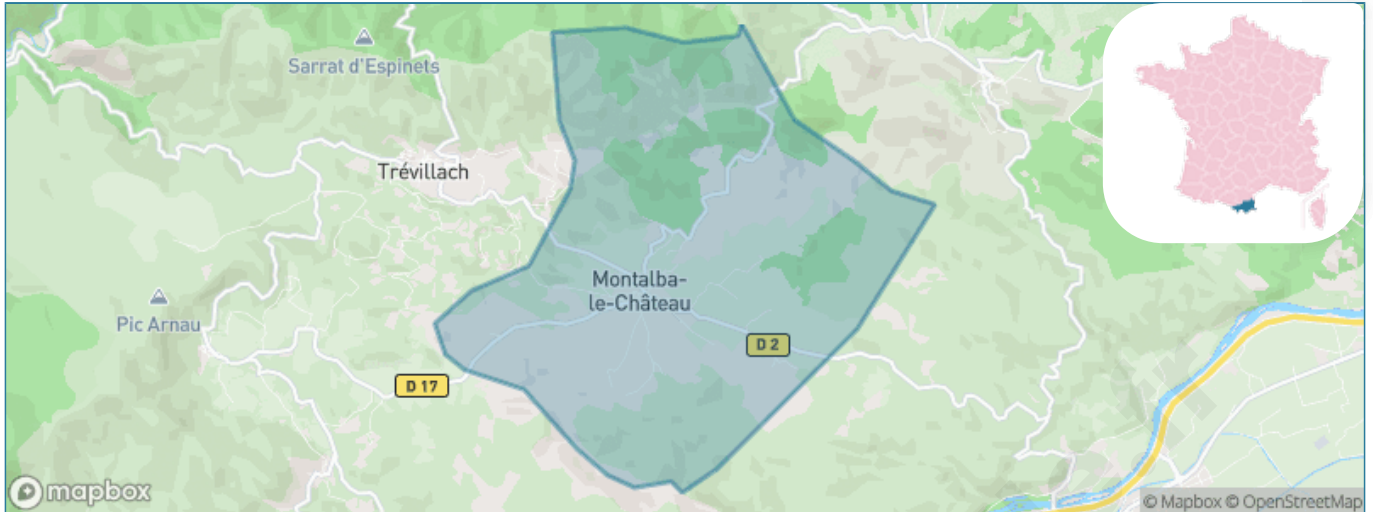 Sarrat d'Espinets
Trévillach
Montalba-
le-Château
Pic Arnau
D 2
D 17
mapbox
© Mapbox © OpenStreetMap